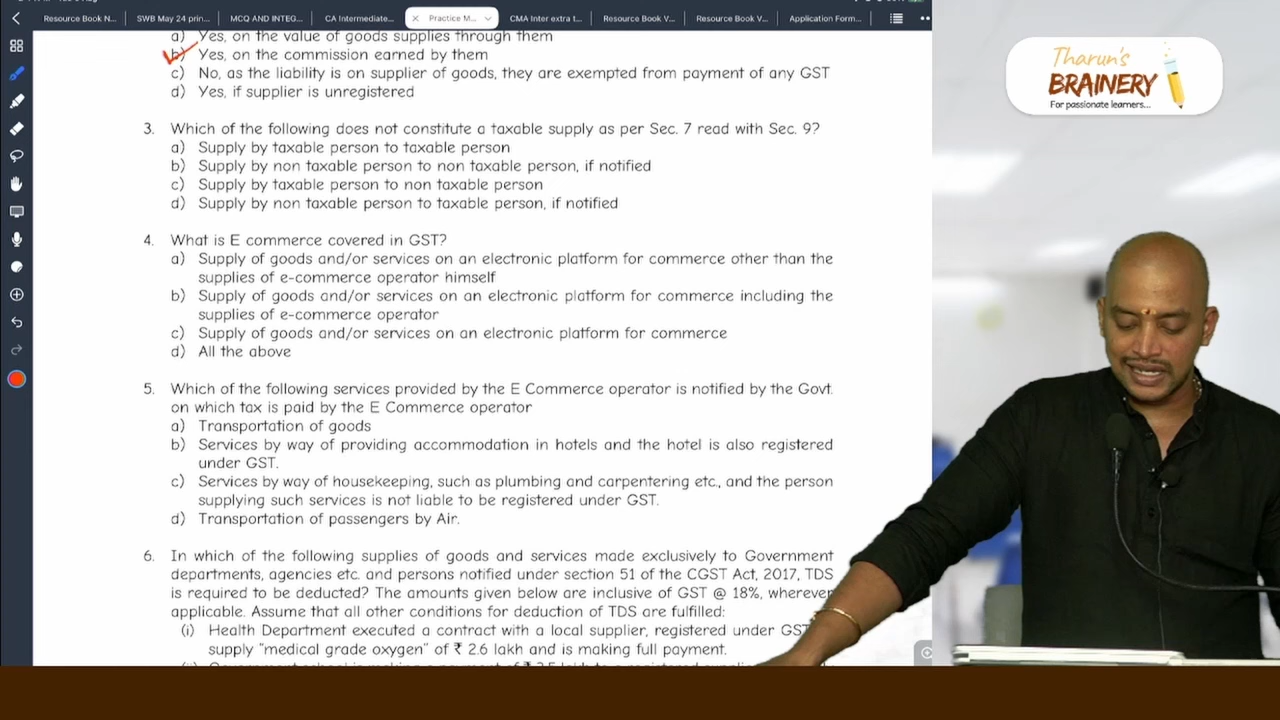 Resource Book N...
SWB May 24 prin...
MCQ AND INTEG...
CA Intermediate...
Practice M...
CMA Inter extra t...
Resource Book V...
Resource Book V...
Application Form...
a) Yes, on the value of goods supplies through them
b) Yes, on the commission earned by them
c) No, as the liability is on supplier of goods, they are exempted from payment of any GST
d) Yes, if supplier is unregistered
3. Which of the following does not constitute a taxable supply as per Sec. 7 read with Sec. 9?
a) Supply by taxable person to taxable person
b) Supply by non taxable person to non taxable person, if notified
c) Supply by taxable person to non taxable person
d) Supply by non taxable person to taxable person, if notified
4. What is E commerce covered in GST?
a) Supply of goods and/or services on an electronic platform for commerce other than the
supplies of e-commerce operator himself
b) Supply of goods and/or services on an electronic platform for commerce including the
supplies of e-commerce operator
c) Supply of goods and/or services on an electronic platform for commerce
d) All the above
5. Which of the following services provided by the E Commerce operator is notified by the Govt.
on which tax is paid by the E Commerce operator
a) Transportation of goods
b) Services by way of providing accommodation in hotels and the hotel is also registered
under GST.
c) Services by way of housekeeping, such as plumbing and carpentering etc., and the person
supplying such services is not liable to be registered under GST.
d) Transportation of passengers by Air.
6. In which of the following supplies of goods and services made exclusively to Government
departments, agencies etc. and persons notified under section 51 of the CGST Act, 2017, TDS
is required to be deducted? The amounts given below are inclusive of GST @ 18%, wherever
applicable. Assume that all other conditions for deduction of TDS are fulfilled:
(i) Health Department executed a contract with a local supplier, registered under GST
supply "medical grade oxygen" of ₹ 2.6 lakh and is making full payment.
Tharun's
BRAINERY
For passionate learners...